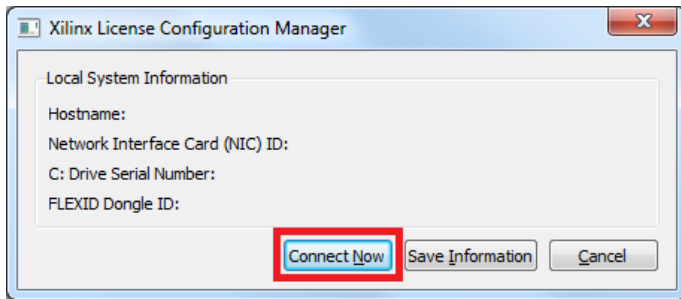 Xilinx License Configuration Manager
Local System Information
Hostname:
Network Interface Card (NIC) ID:
C: Drive Serial Number:
FLEXID Dongle ID:
Connect Now Save Information Cancel